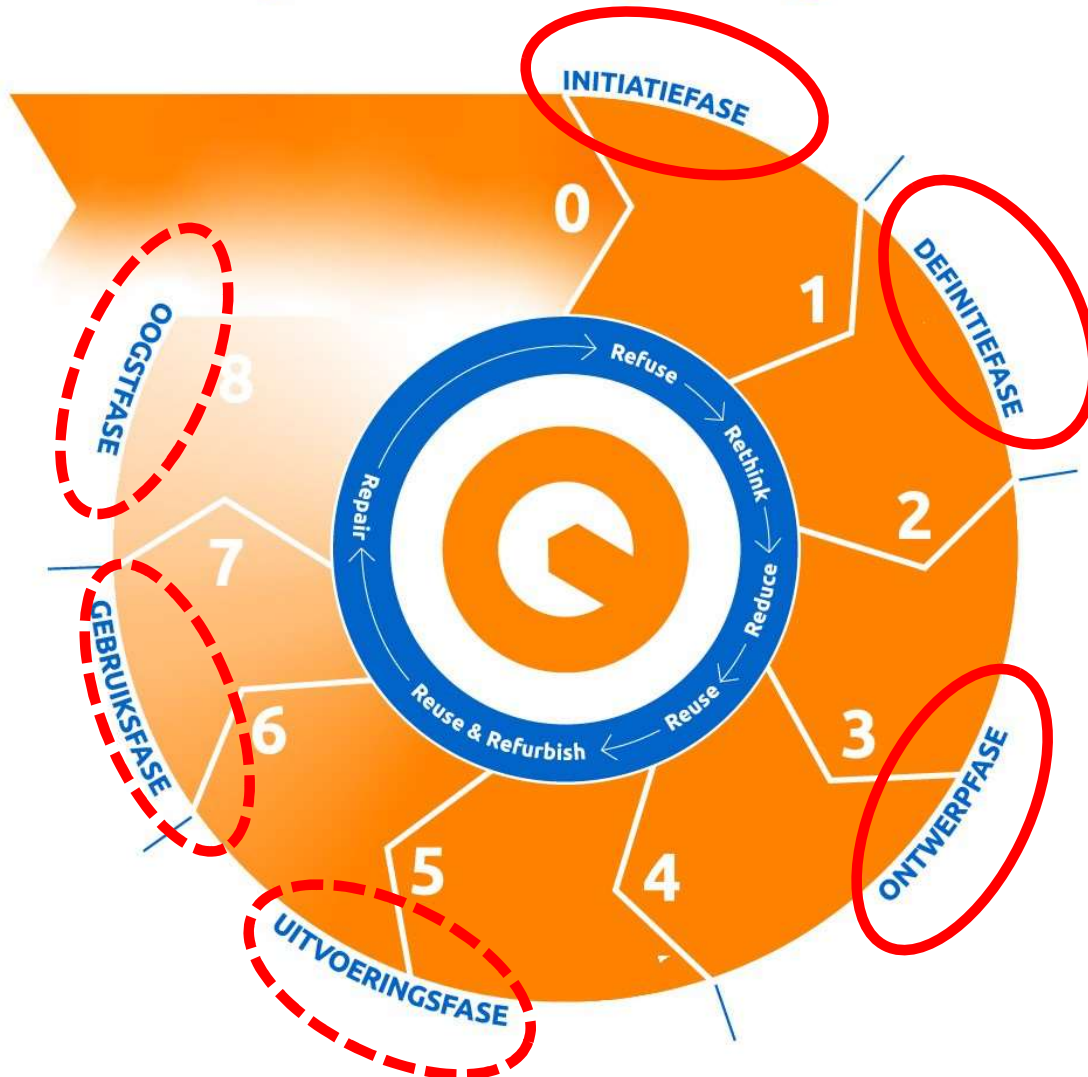 INITIATIEFASE
DEFINITIEFASE
ONTWERPFASE
UITVOERINGSFASE
GEBRUIKSFASE
OOGSTFASE
0
1
2
3
4
5
6
7
8
Refuse
Rethink
Reduce
Reuse
Reuse & Refurbish
Repair